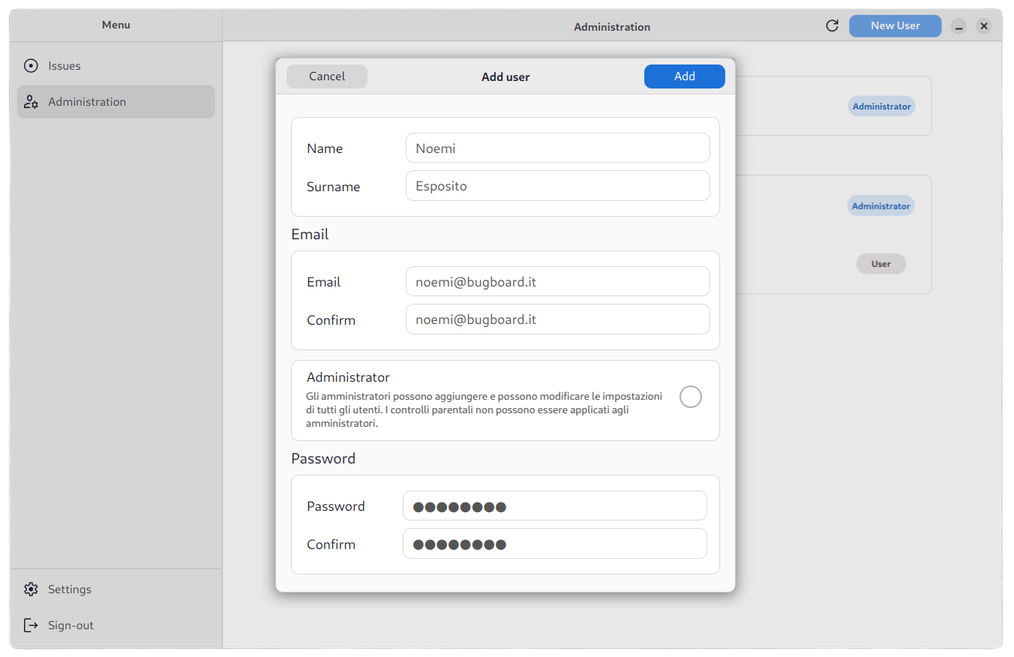 Menu
Administration
New User
Issues
Administration
Administrator
Administrator
User
Settings
Sign-out
Cancel
Add user
Add
Name
Noemi
Surname
Esposito
Email
Email
noemi@bugboard.it
Confirm
noemi@bugboard.it
Administrator
Gli amministratori possono aggiungere e possono modificare le impostazioni
di tutti gli utenti. I controlli parentali non possono essere applicati agli
amministratori.
Password
Password
●●●●●●●●
Confirm
●●●●●●●●